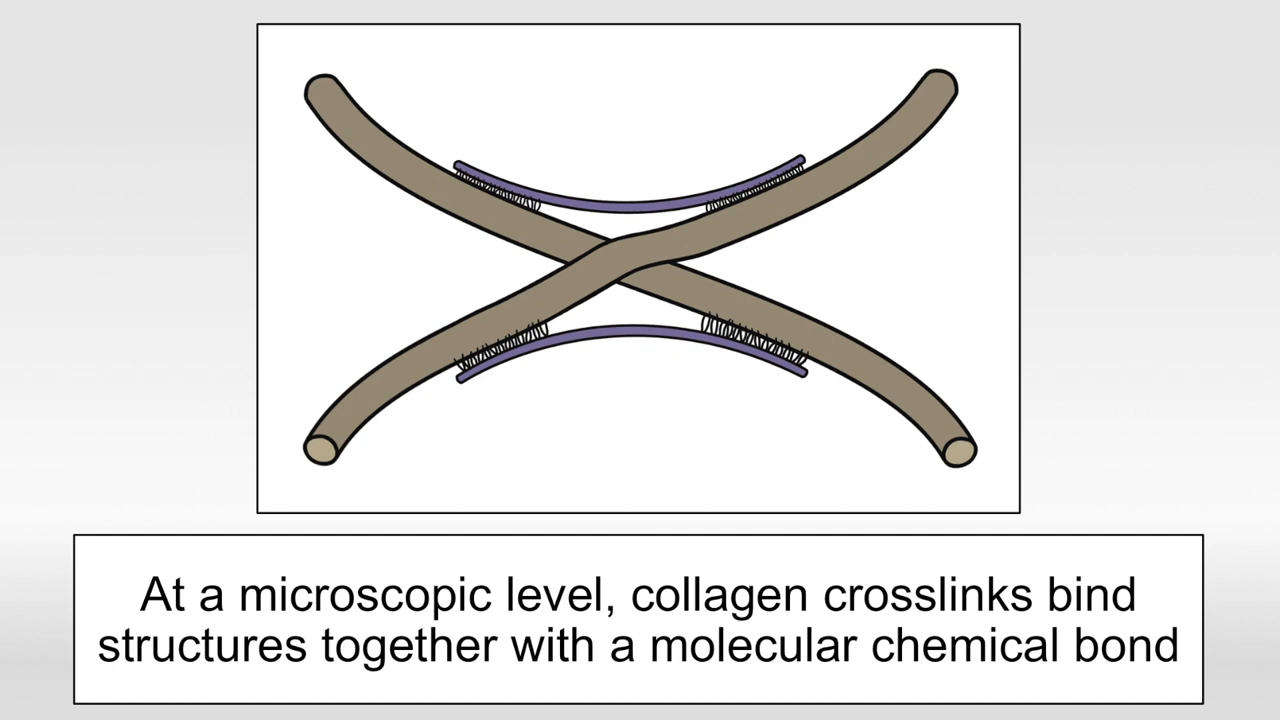 At a microscopic level, collagen crosslinks bind
structures together with a molecular chemical bond